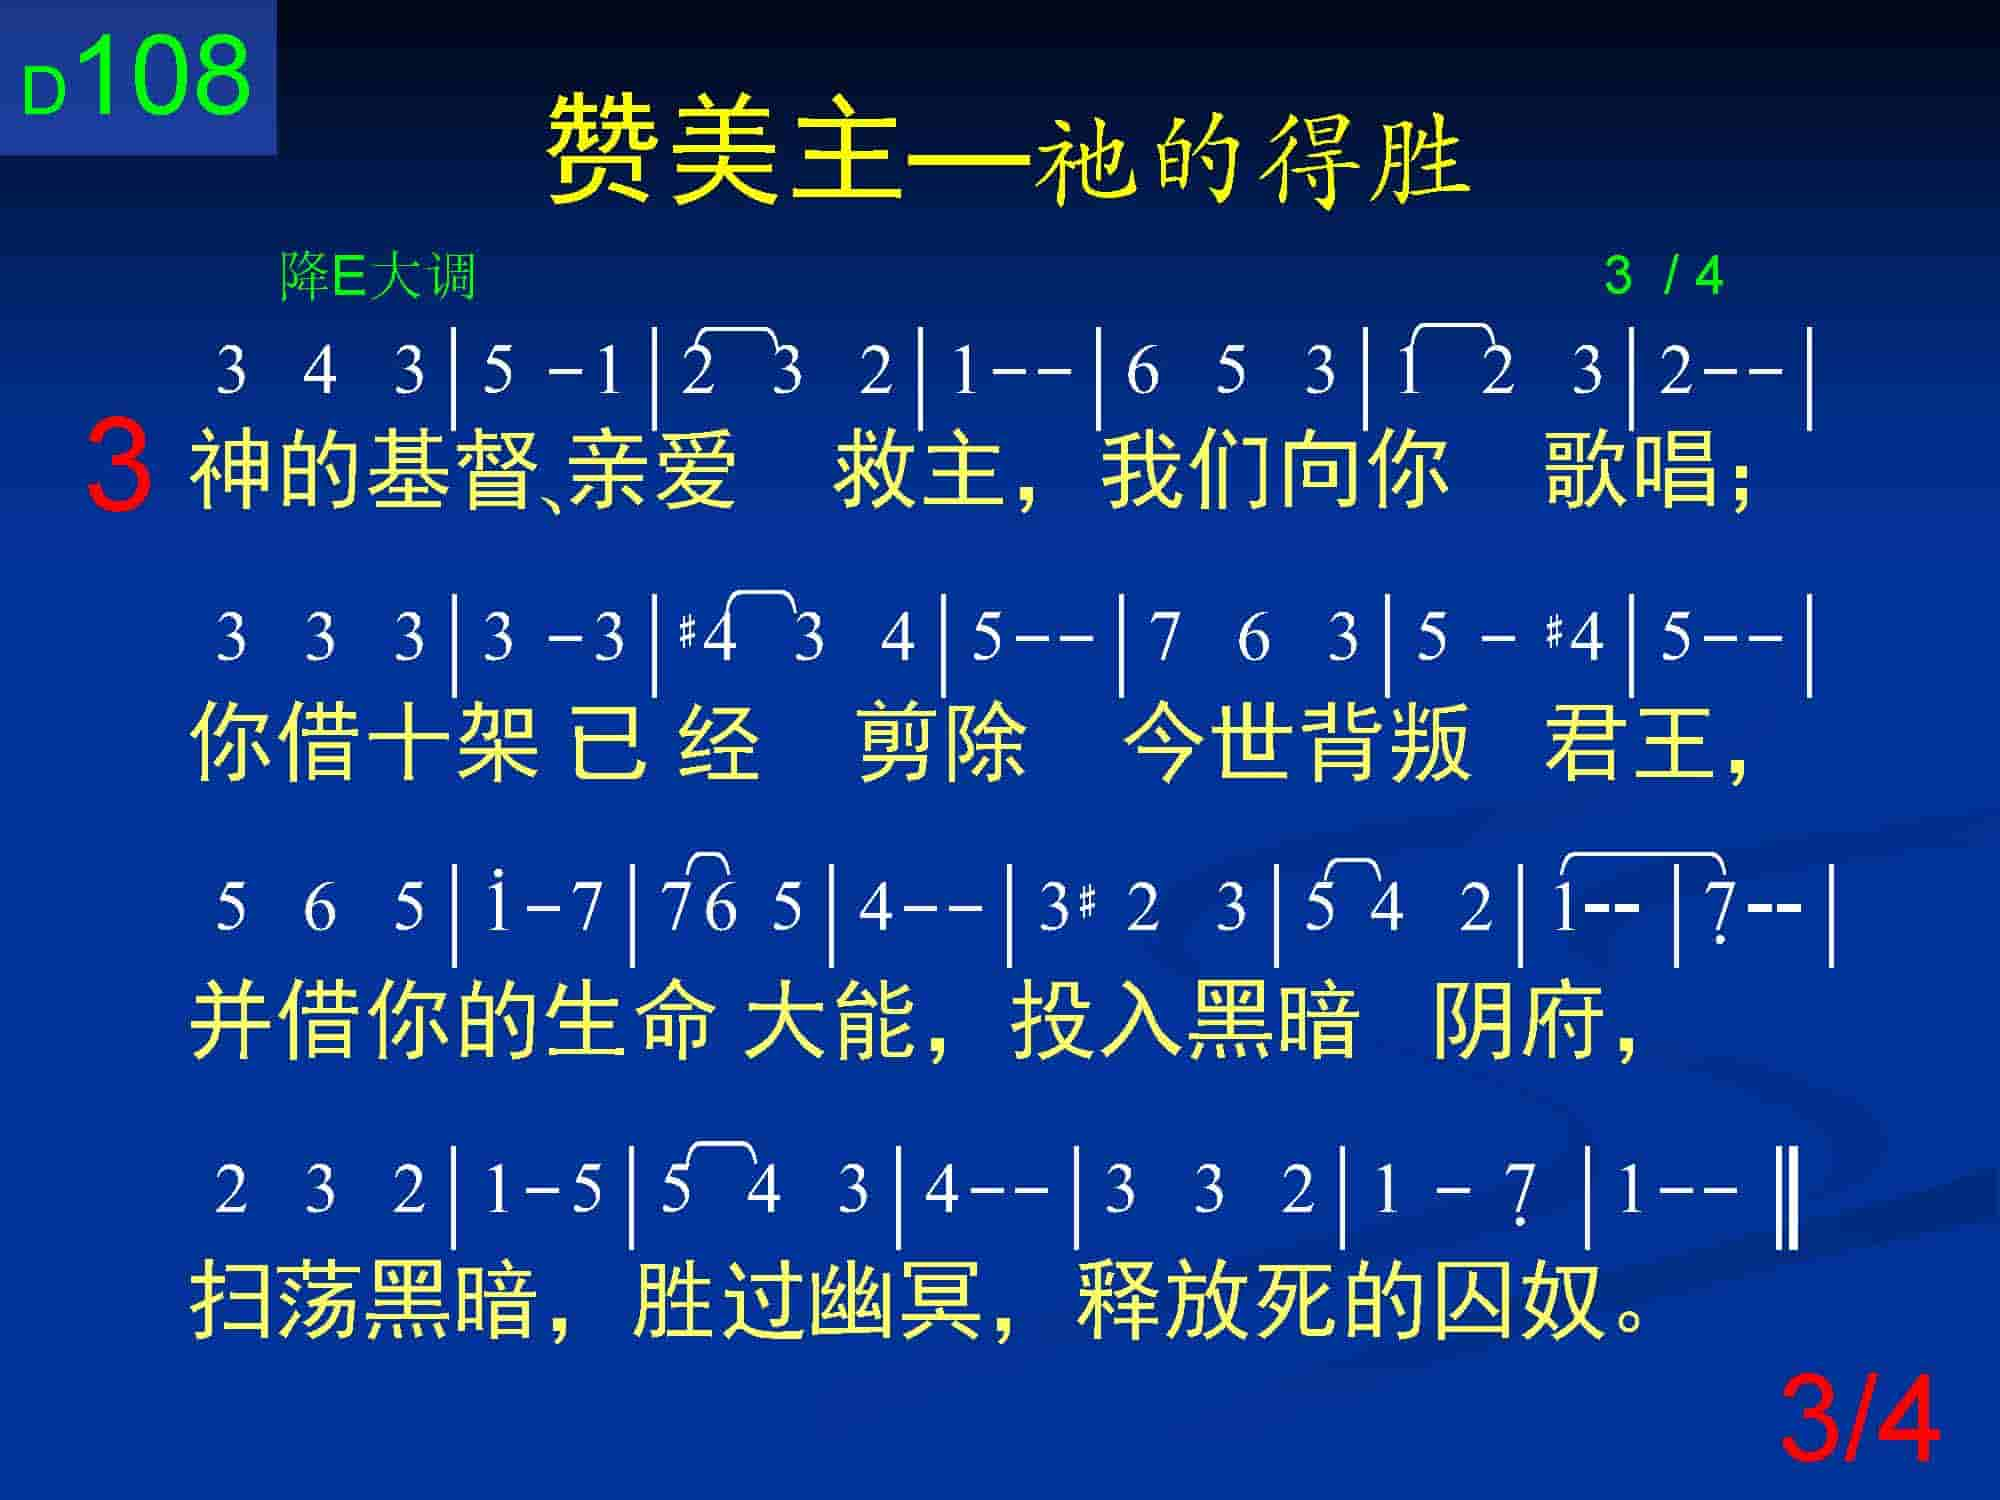 D108
赞美主—祂的得胜
降E大调 3 / 4
3 4 3 | 5 - 1 | 2 3 2 | 1 - - | 6 5 3 | 1 2 3 | 2 - - |
3 神的基督、亲爱 救主，我们向你 歌唱；
3 3 3 | 3 - 3 | #4 3 4 | 5 - - | 7 6 3 | 5 - #4 | 5 - - |
你借十架 已 经 剪除 今世背叛 君王，
5 6 5 | i - 7 | 7 6 5 | 4 - - | 3 # 2 3 | 5 4 2 | 1 - - | 7̣ - - |
并借你的生命 大能，投入黑暗 阴府，
2 3 2 | 1 - 5 | 5 4 3 | 4 - - | 3 3 2 | 1 - 7̣ | 1 - - ‖
扫荡黑暗，胜过幽冥，释放死的囚奴。
3/4